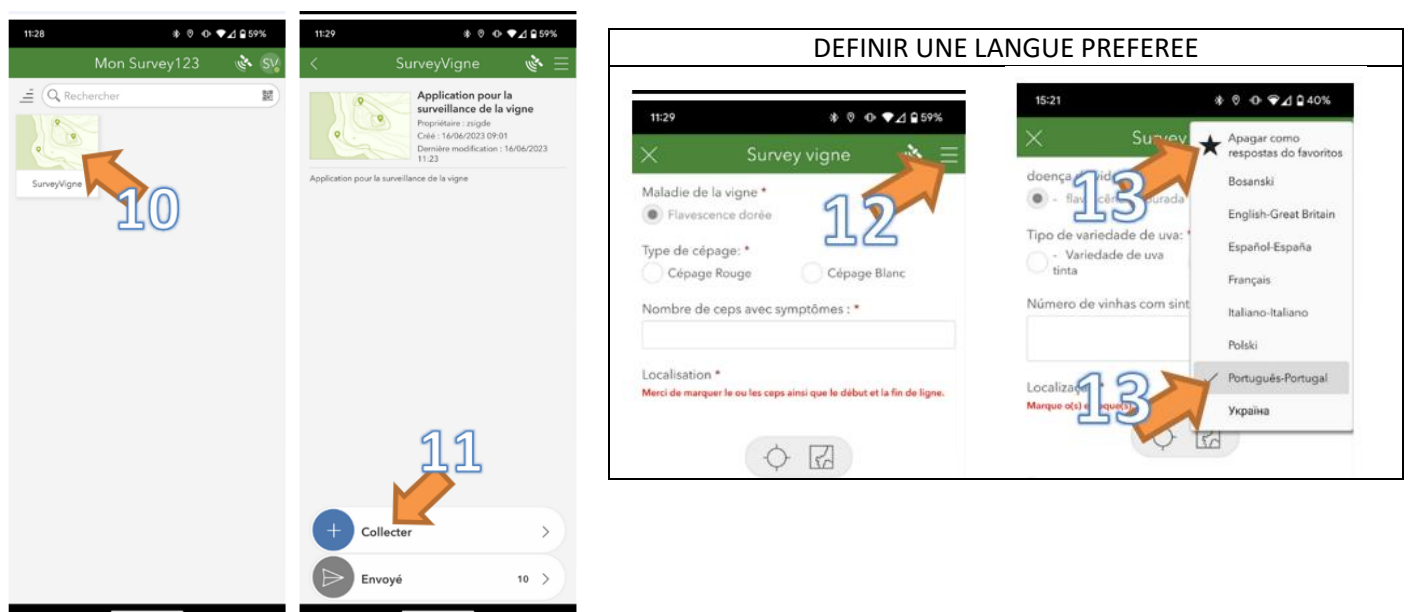 11:28
59%
Mon Survey123
SV
Rechercher
SurveyVigne
10
11:29
59%
SurveyVigne
Application pour la
surveillance de la vigne
Propriétaire : zsigde
Créé : 16/06/2023 09:01
Dernière modification : 16/06/2023
11:23
Application pour la surveillance de la vigne
11
Collecter
Envoyé
10
DEFINIR UNE LANGUE PREFEREE
11:29
59%
Survey vigne
Maladie de la vigne *
Flavescence dorée
12
Type de cépage: *
Cépage Rouge
Cépage Blanc
Nombre de ceps avec symptômes : *
Localisation *
Merci de marquer le ou les ceps ainsi que le début et la fin de ligne.
15:21
40%
Survey
Apagar como
respostas do favoritos
doença
13
Bosanski
English-Great Britain
Tipo de variedade de uva: *
Español-España
- Variedade de uva
tinta
Français
Número de vinhas com sint
Italiano-Italiano
Polski
Português-Portugal
13
Marque o(s)
Україна